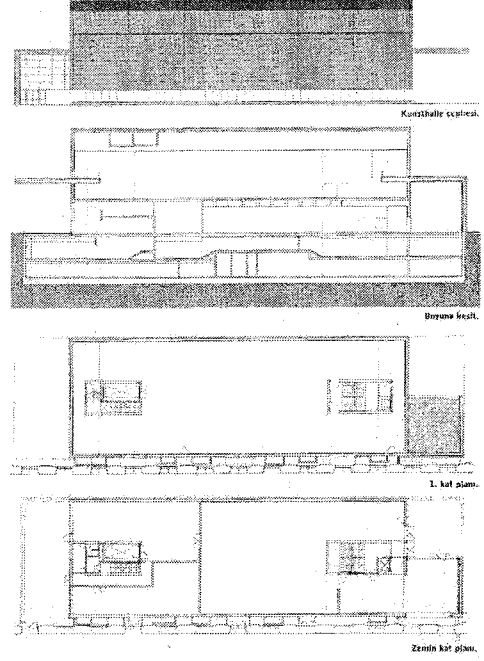 Kunsthalle cephesi.
Boyuna kesit.
1. kat planı.
Zemin kat planı.